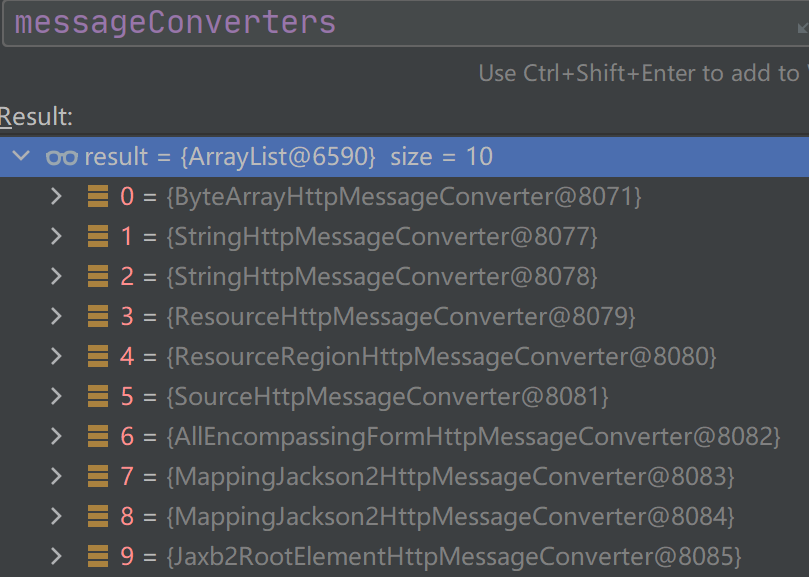 messageConverters
Use Ctrl+Shift+Enter to add to
Result:
result = {ArrayList@6590} size = 10
0 = {ByteArrayHttpMessageConverter@8071}
1 = {StringHttpMessageConverter@8077}
2 = {StringHttpMessageConverter@8078}
3 = {ResourceHttpMessageConverter@8079}
4 = {ResourceRegionHttpMessageConverter@8080}
5 = {SourceHttpMessageConverter@8081}
6 = {AllEncompassingFormHttpMessageConverter@8082}
7 = {MappingJackson2HttpMessageConverter@8083}
8 = {MappingJackson2HttpMessageConverter@8084}
9 = {Jaxb2RootElementHttpMessageConverter@8085}